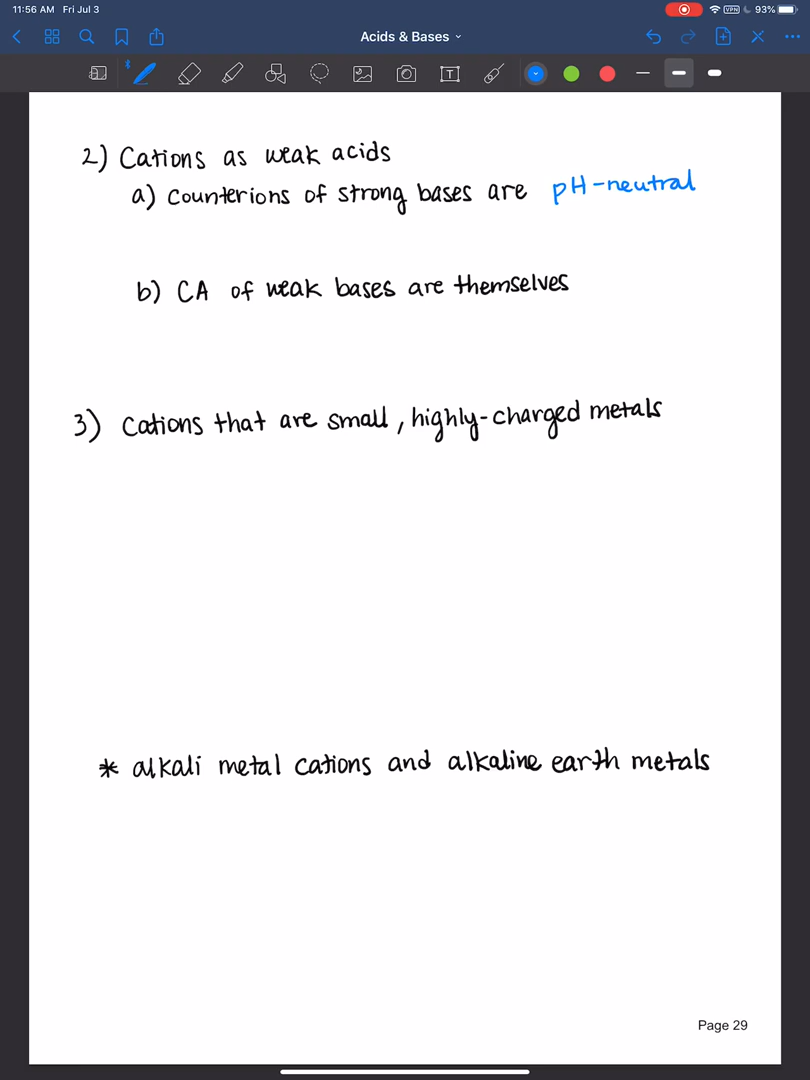 11:56 AM Fri Jul 3
VPN 93%
Acids & Bases
T
2) Cations as weak acids
a) Counterions of strong bases are pH-neutral
b) CA of weak bases are themselves
3) Cations that are small, highly-charged metals
* alkali metal cations and alkaline earth metals
Page 29